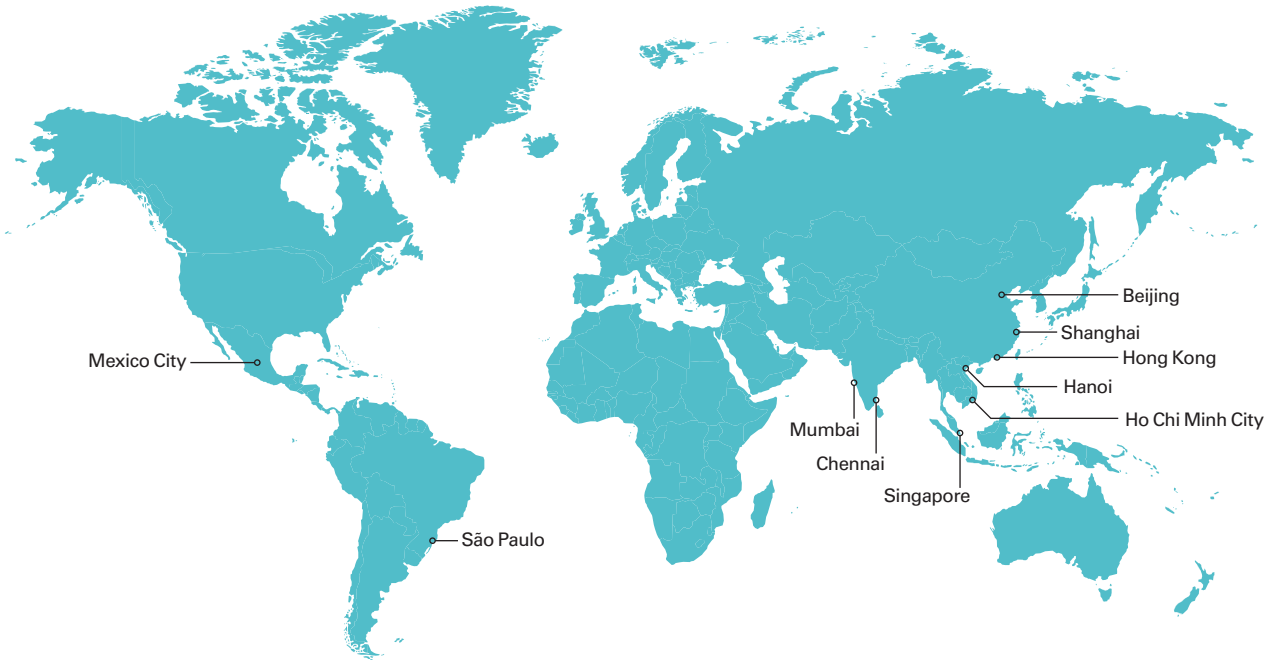 Beijing
Shanghai
Mexico City
Hong Kong
Hanoi
Ho Chi Minh City
Mumbai
Chennai
Singapore
São Paulo